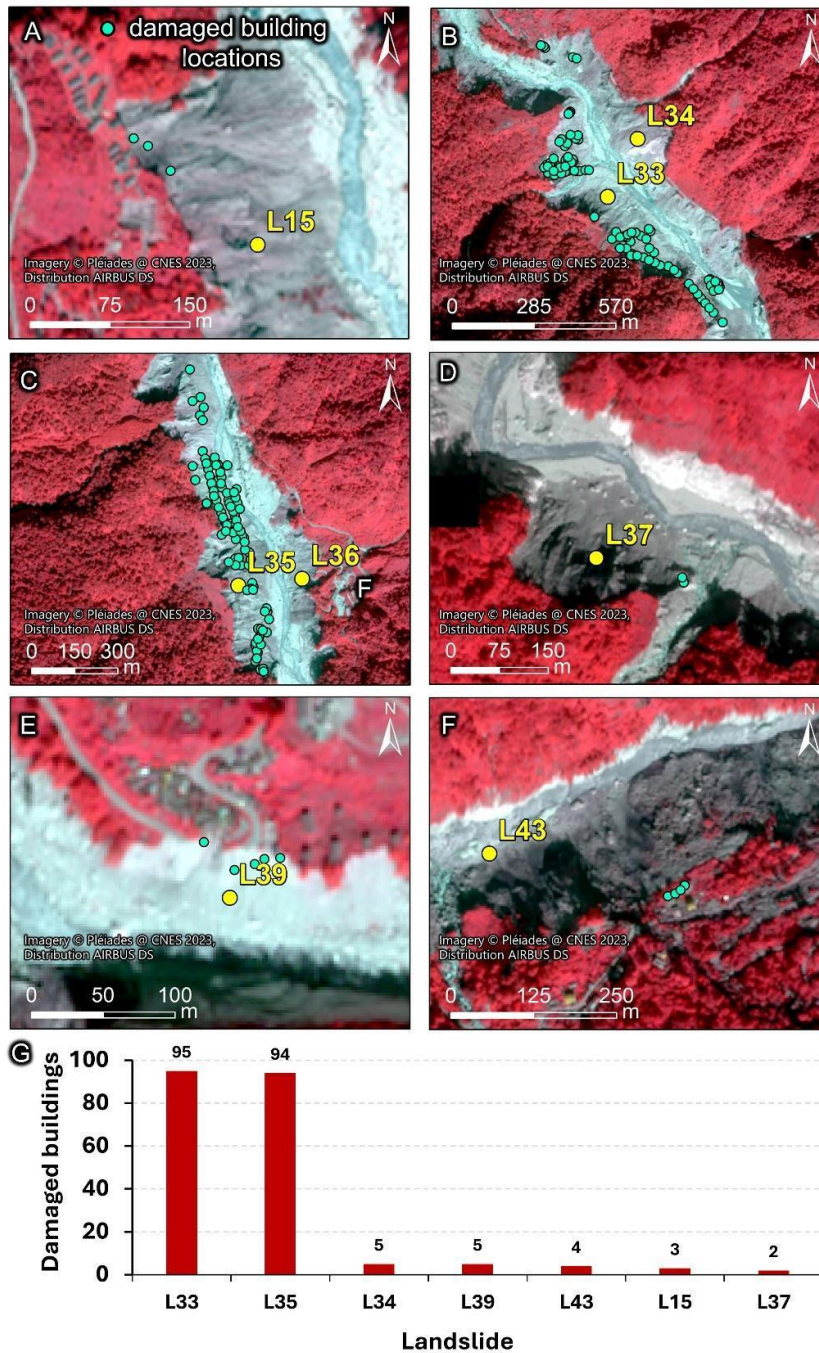 A
damaged building
locations
N
L15
Imagery © Pléiades @ CNES 2023,
Distribution AIRBUS DS
0 75 150
m
B
N
L34
L33
Imagery © Pléiades @ CNES 2023,
Distribution AIRBUS DS
0 285 570
m
C
N
L35
L36
F
Imagery © Pléiades @ CNES 2023,
Distribution AIRBUS DS
0 150 300
m
D
N
L37
Imagery © Pléiades @ CNES 2023,
Distribution AIRBUS DS
0 75 150
m
E
N
L39
Imagery © Pléiades @ CNES 2023,
Distribution AIRBUS DS
0 50 100
m
F
N
L43
Imagery © Pléiades @ CNES 2023,
Distribution AIRBUS DS
0 125 250
m
G
Damaged buildings
100
80
60
40
20
0
95 94 5 5 4 3 2
L33 L35 L34 L39 L43 L15 L37
Landslide